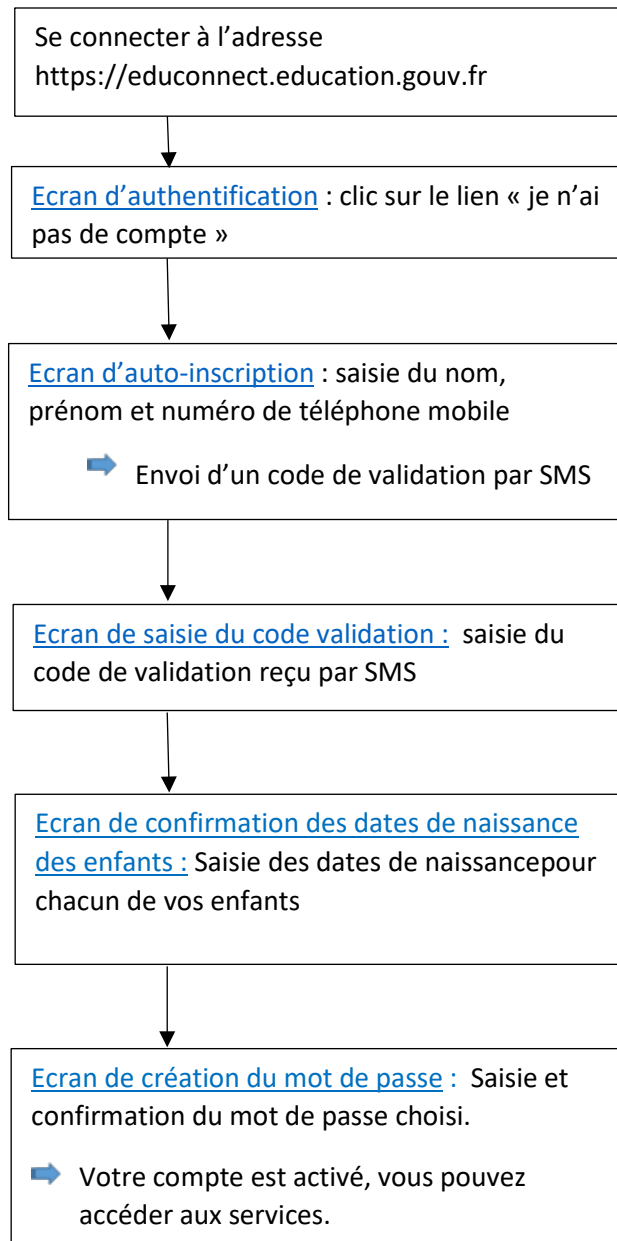 Se connecter à l’adresse
https://educonnect.education.gouv.fr
Ecran d’authentification : clic sur le lien « je n’ai
pas de compte »
Ecran d’auto-inscription : saisie du nom,
prénom et numéro de téléphone mobile
Envoi d’un code de validation par SMS
Ecran de saisie du code validation : saisie du
code de validation reçu par SMS
Ecran de confirmation des dates de naissance
des enfants : Saisie des dates de naissancepour
chacun de vos enfants
Ecran de création du mot de passe : Saisie et
confirmation du mot de passe choisi.
Votre compte est activé, vous pouvez
accéder aux services.